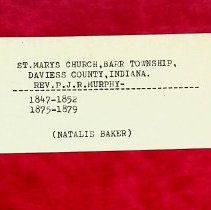 ST.MARYS CHURCH,BARR TOWNSHIP,
DAVIESS COUNTY,INDIANA.
REV.P.J.R.MURPHY-
1847-1852
1875-1879
(NATALIE BAKER)